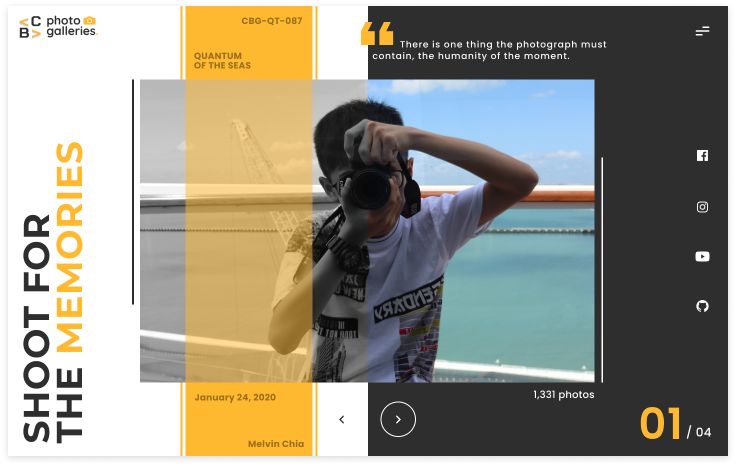 <C
B>
photo
galleries.
CBG-QT-087
QUANTUM
OF THE SEAS
“ There is one thing the photograph must
contain, the humanity of the moment.
SHOOT FOR
THE MEMORIES
January 24, 2020
Melvin Chia
1,331 photos
01 / 04